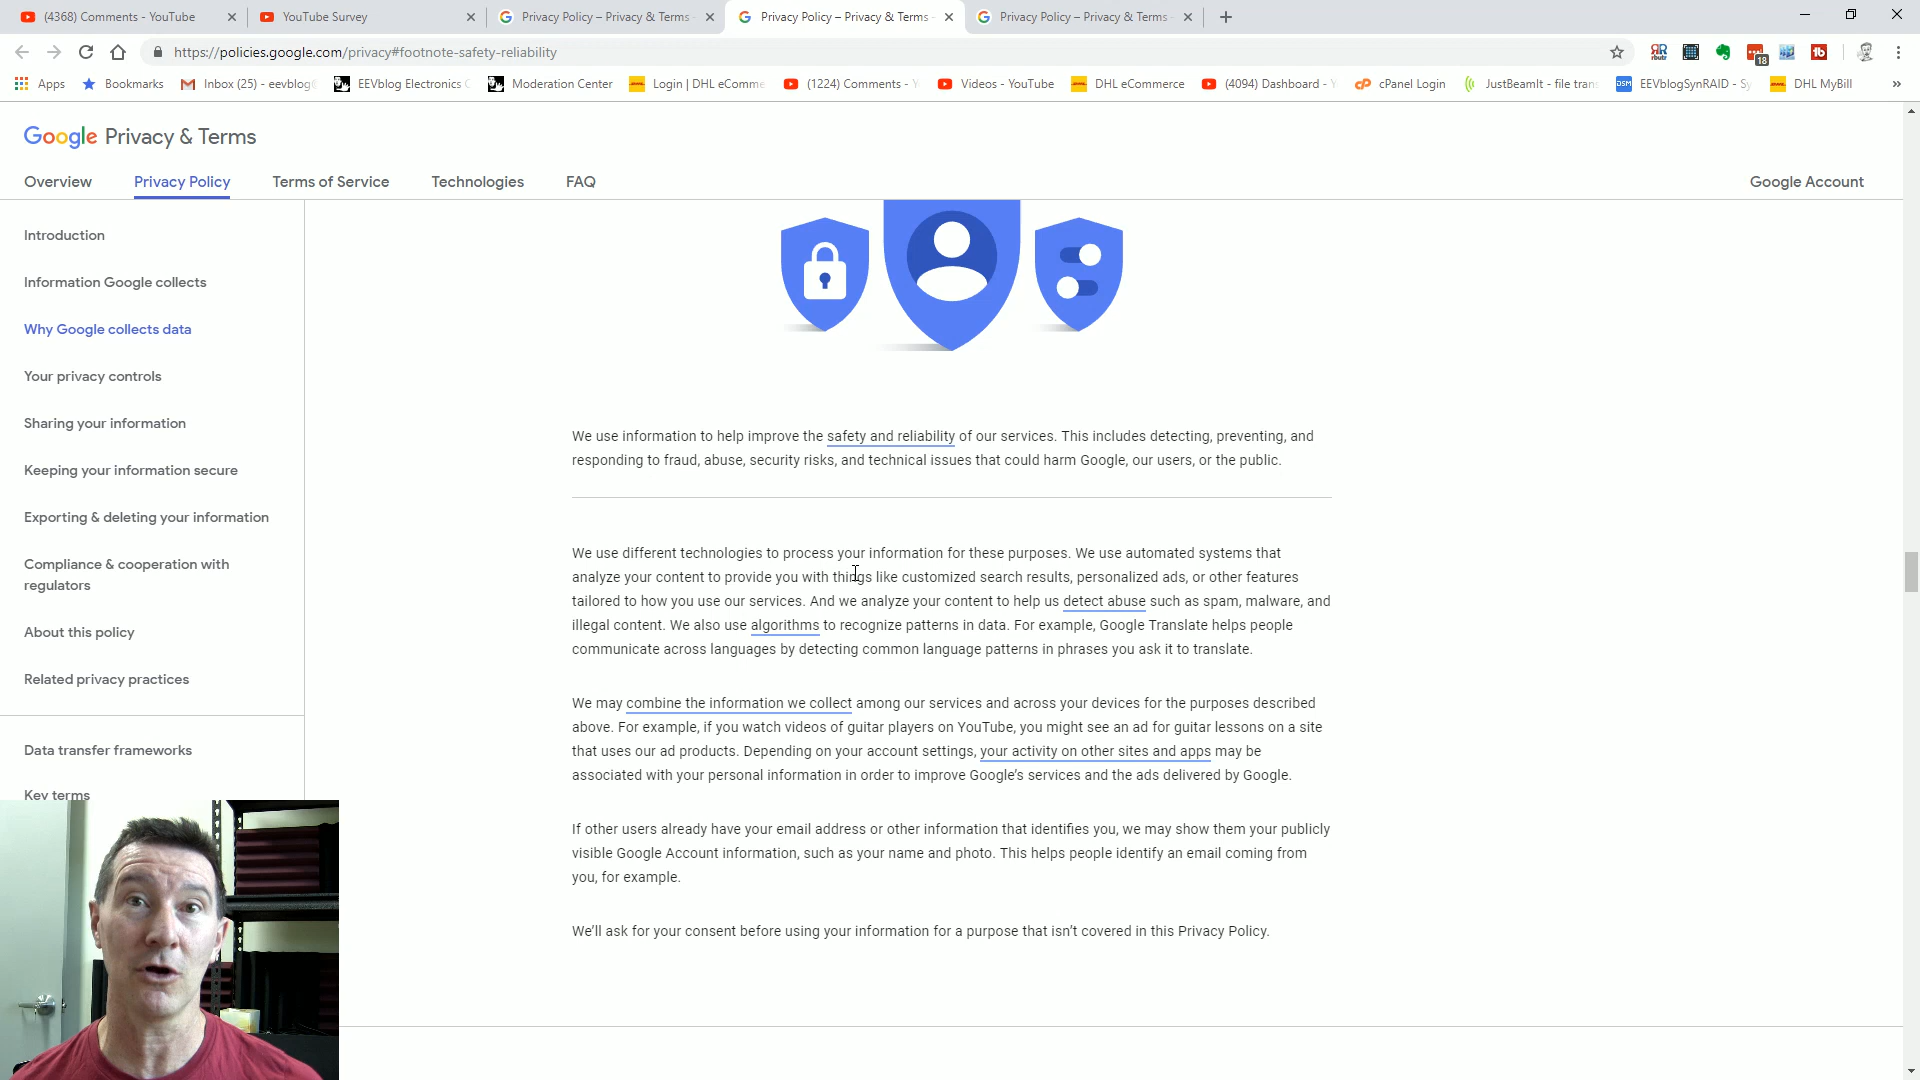 (4368) Comments - YouTube
YouTube Survey
Privacy Policy – Privacy & Terms
Privacy Policy – Privacy & Terms
Privacy Policy – Privacy & Terms
https://policies.google.com/privacy#footnote-safety-reliability
18
Apps
Bookmarks
Inbox (25) - eevblog
EEVblog Electronics
Moderation Center
Login | DHL eComme
(1224) Comments -
Videos - YouTube
DHL eCommerce
(4094) Dashboard -
cPanel Login
JustBeamIt - file tran
EEVblogSynRAID - S
DHL MyBill
Google Privacy & Terms
Overview
Privacy Policy
Terms of Service
Technologies
FAQ
Google Account
Introduction
Information Google collects
Why Google collects data
Your privacy controls
Sharing your information
Keeping your information secure
Exporting & deleting your information
Compliance & cooperation with
regulators
About this policy
Related privacy practices
Data transfer frameworks
Key terms
We use information to help improve the safety and reliability of our services. This includes detecting, preventing, and
responding to fraud, abuse, security risks, and technical issues that could harm Google, our users, or the public.
We use different technologies to process your information for these purposes. We use automated systems that
analyze your content to provide you with things like customized search results, personalized ads, or other features
tailored to how you use our services. And we analyze your content to help us detect abuse such as spam, malware, and
illegal content. We also use algorithms to recognize patterns in data. For example, Google Translate helps people
communicate across languages by detecting common language patterns in phrases you ask it to translate.
We may combine the information we collect among our services and across your devices for the purposes described
above. For example, if you watch videos of guitar players on YouTube, you might see an ad for guitar lessons on a site
that uses our ad products. Depending on your account settings, your activity on other sites and apps may be
associated with your personal information in order to improve Google’s services and the ads delivered by Google.
If other users already have your email address or other information that identifies you, we may show them your publicly
visible Google Account information, such as your name and photo. This helps people identify an email coming from
you, for example.
We’ll ask for your consent before using your information for a purpose that isn’t covered in this Privacy Policy.